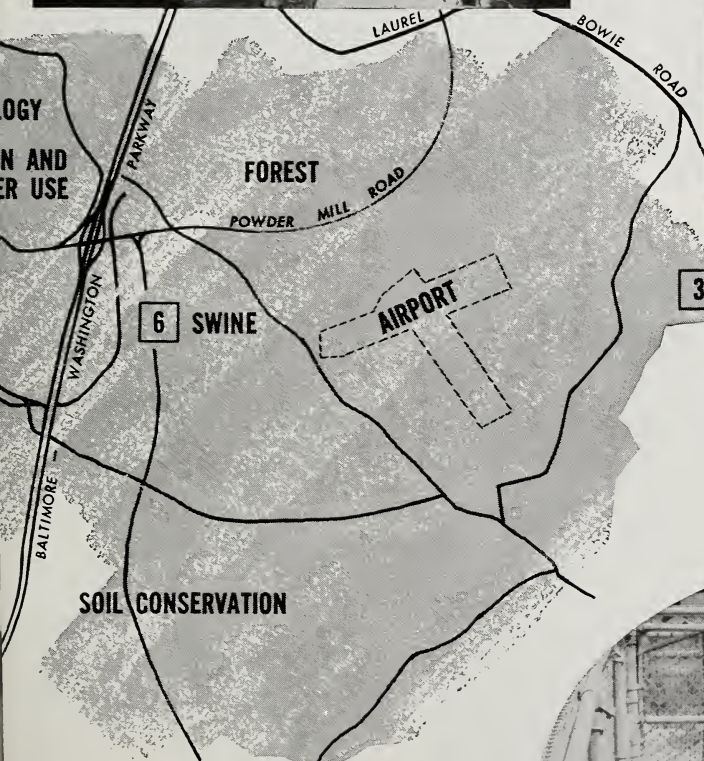 LAUREL
BOWIE ROAD
OGY
N AND
ER USE
PARKWAY
FOREST
POWDER MILL ROAD
3
AIRPORT
6 SWINE
WASHINGTON
BALTIMORE –
SOIL CONSERVATION